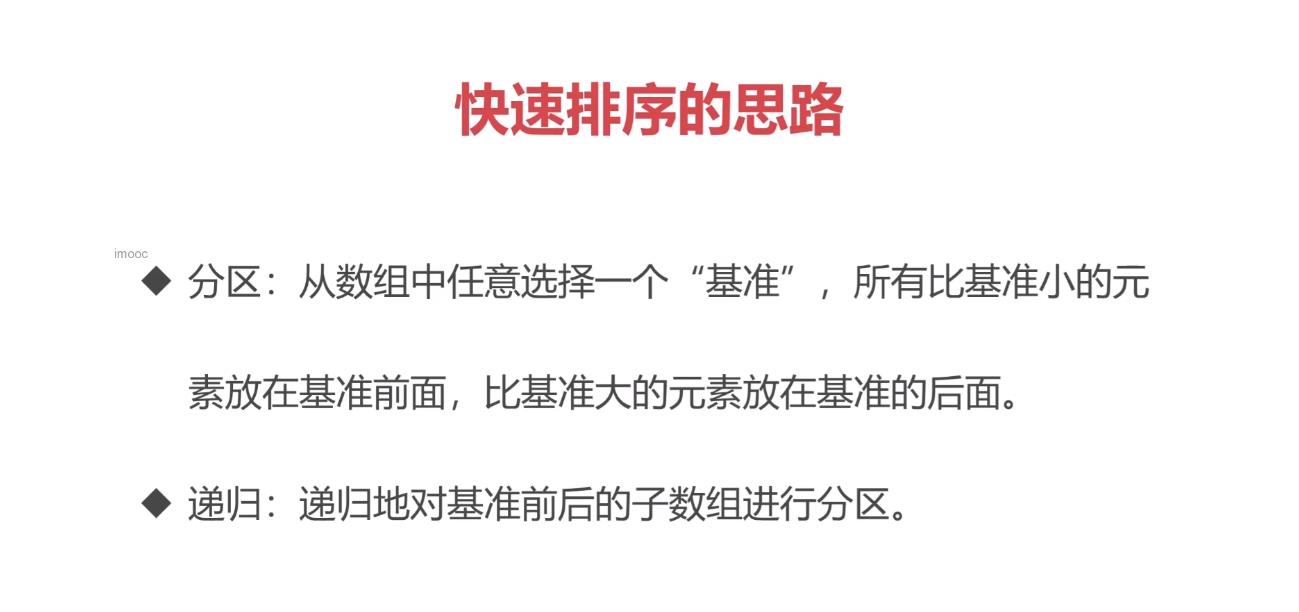 快速排序的思路
imooc
◆ 分区：从数组中任意选择一个“基准”，所有比基准小的元
素放在基准前面，比基准大的元素放在基准的后面。
◆ 递归：递归地对基准前后的子数组进行分区。